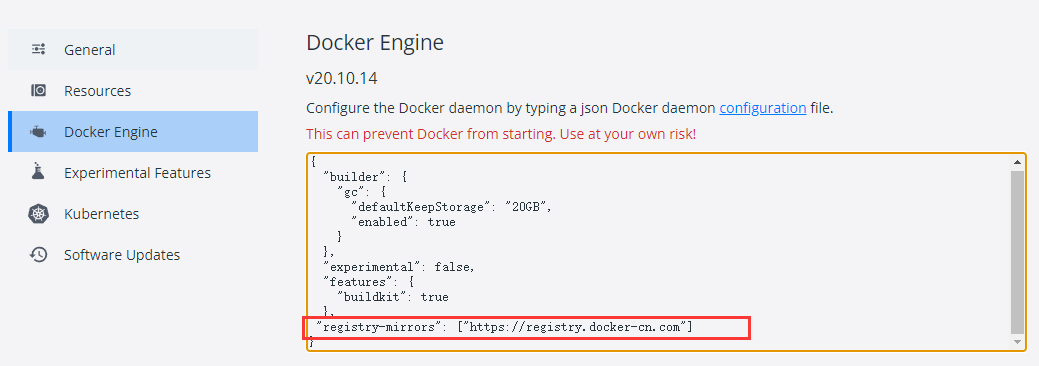 General
Resources
Docker Engine
Experimental Features
Kubernetes
Software Updates
Docker Engine
v20.10.14
Configure the Docker daemon by typing a json Docker daemon configuration file.
This can prevent Docker from starting. Use at your own risk!
{
  "builder": {
    "gc": {
      "defaultKeepStorage": "20GB",
      "enabled": true
    }
  },
  "experimental": false,
  "features": {
    "buildkit": true
  },
 "registry-mirrors": ["https://registry.docker-cn.com"]
}